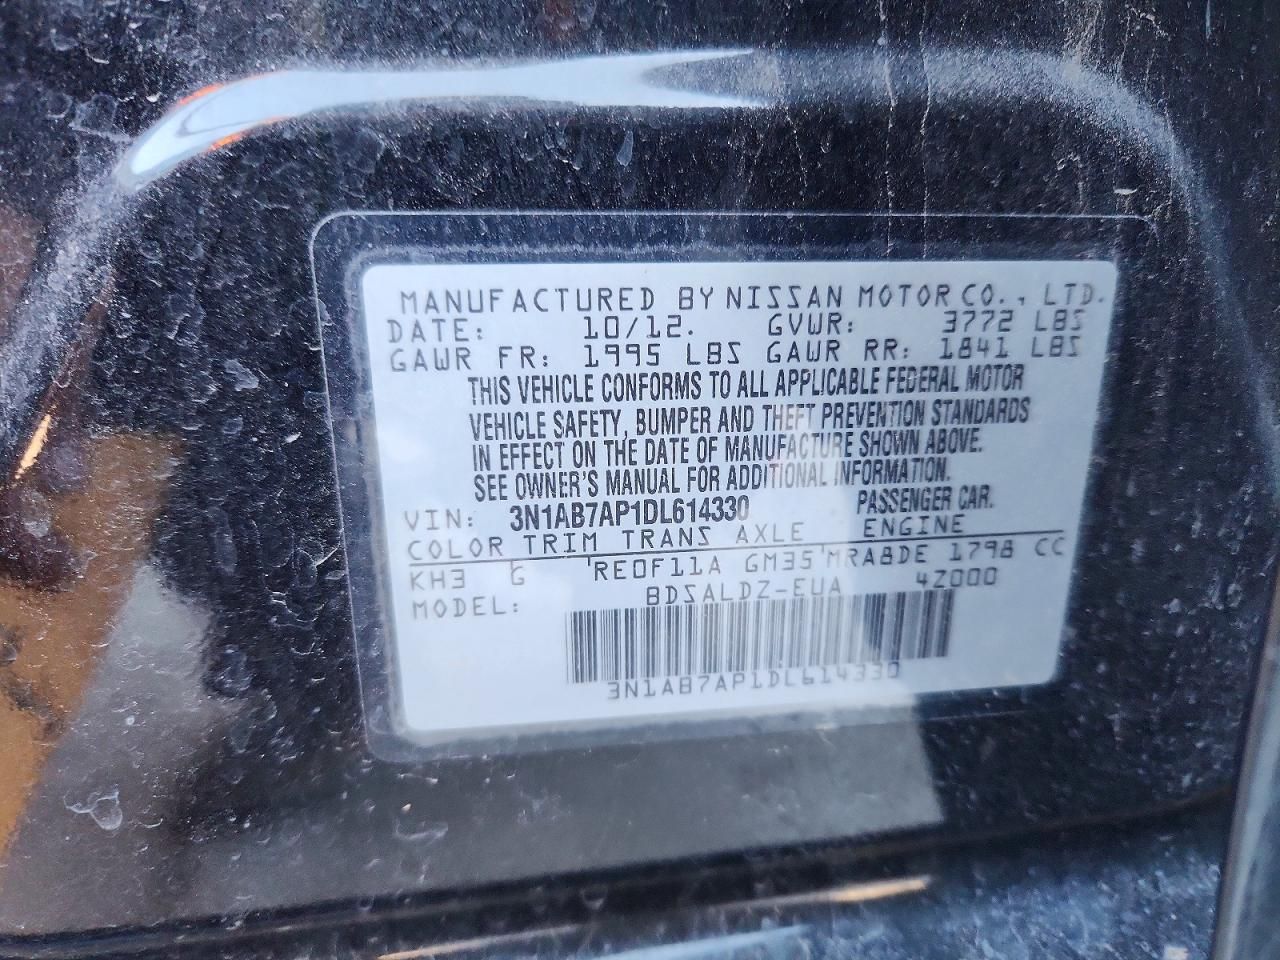 MANUFACTURED BY NISSAN MOTOR CO., LTD.
DATE: 10/12. GVWR: 3772 LBS
GAWR FR: 1995 LBS GAWR RR: 1841 LBS
THIS VEHICLE CONFORMS TO ALL APPLICABLE FEDERAL MOTOR
VEHICLE SAFETY, BUMPER AND THEFT PREVENTION STANDARDS
IN EFFECT ON THE DATE OF MANUFACTURE SHOWN ABOVE.
SEE OWNER'S MANUAL FOR ADDITIONAL INFORMATION.
VIN: 3N1AB7AP1DL614330 PASSENGER CAR.
COLOR TRIM TRANS AXLE ENGINE
KH3 G 'RE0F11A GM35'MRA8DE 1798 CC
MODEL: BDSALDZ-EUA 4Z000
3N1AB7AP1DL614330